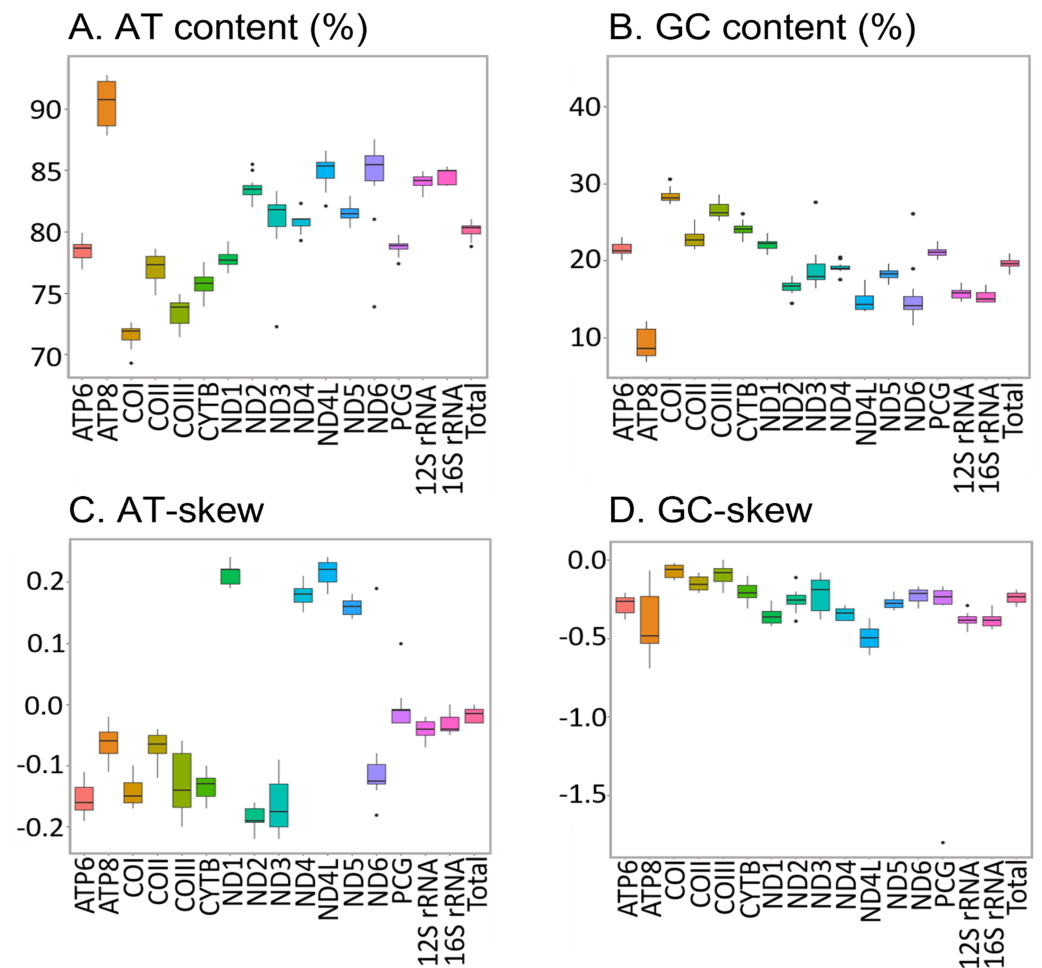 A. AT content (%)
90
85
80
75
70
ATP6 ATP8 COI COII COIII CYTB ND1 ND2 ND3 ND4 ND4L ND5 ND6 PCG 12S rRNA 16S rRNA Total
B. GC content (%)
40
30
20
10
ATP6 ATP8 COI COII COIII CYTB ND1 ND2 ND3 ND4 ND4L ND5 ND6 PCG 12S rRNA 16S rRNA Total
C. AT-skew
0.2
0.1
0.0
-0.1
-0.2
ATP6 ATP8 COI COII COIII CYTB ND1 ND2 ND3 ND4 ND4L ND5 ND6 PCG 12S rRNA 16S rRNA Total
D. GC-skew
0.0
-0.5
-1.0
-1.5
ATP6 ATP8 COI COII COIII CYTB ND1 ND2 ND3 ND4 ND4L ND5 ND6 PCG 12S rRNA 16S rRNA Total